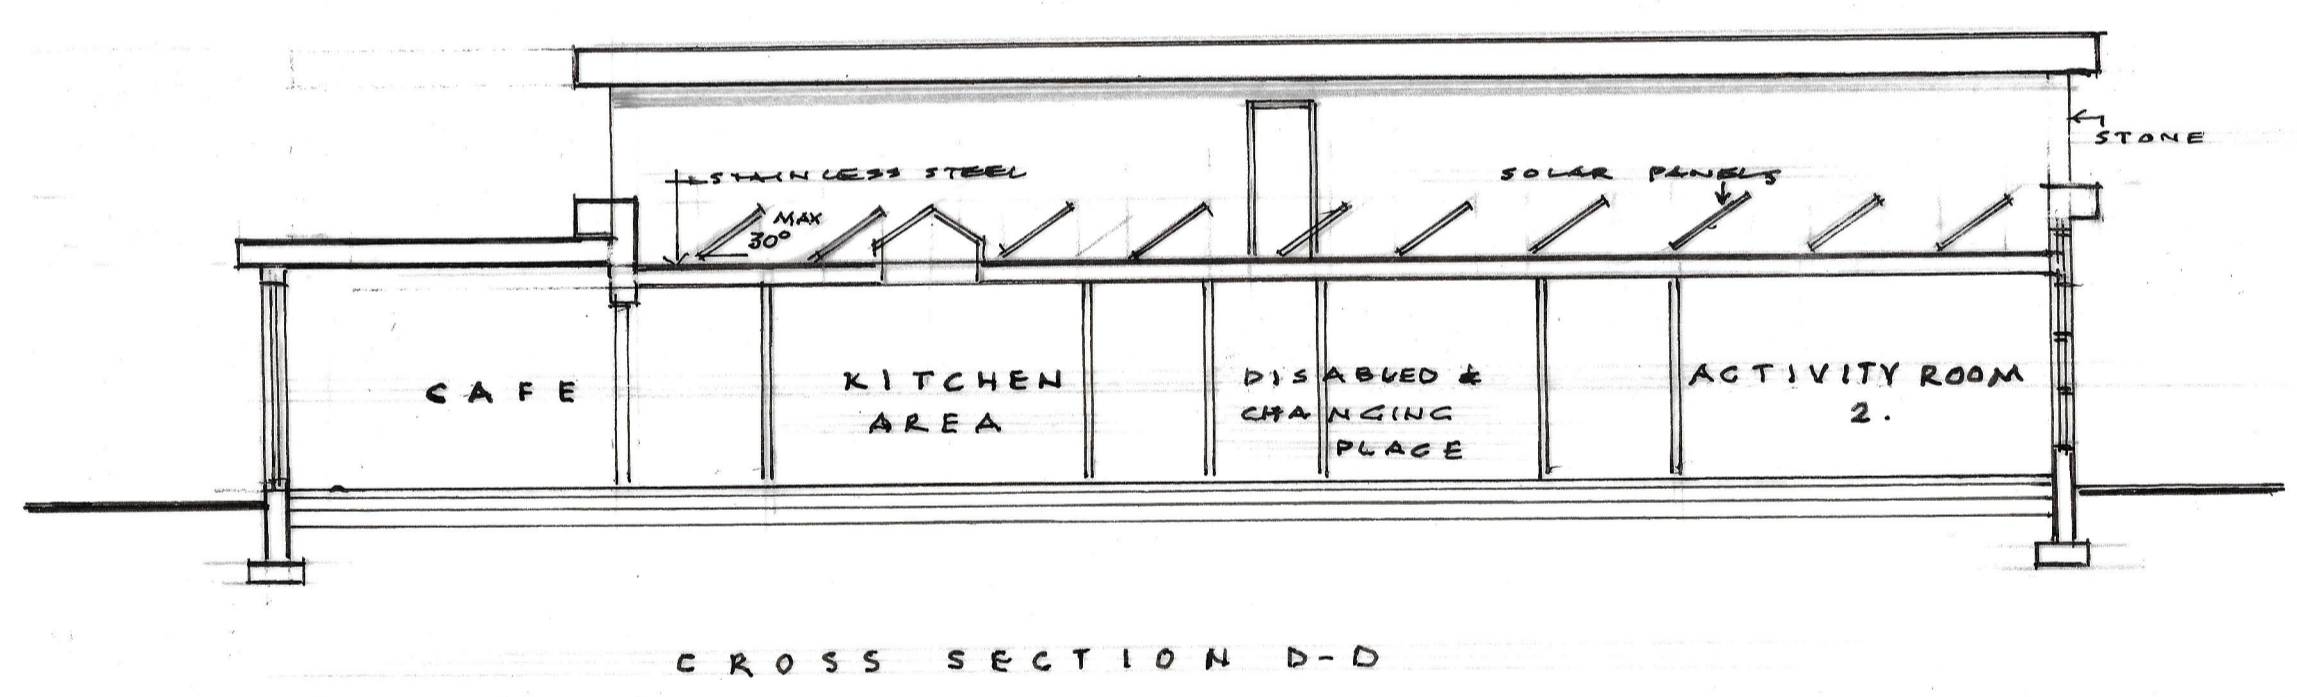 STONE
STAINLESS STEEL
SOLAR PANELS
MAX
30°
CAFE
KITCHEN
AREA
DISABLED &
CHANGING
PLACE
ACTIVITY ROOM
2.
CROSS SECTION D-D